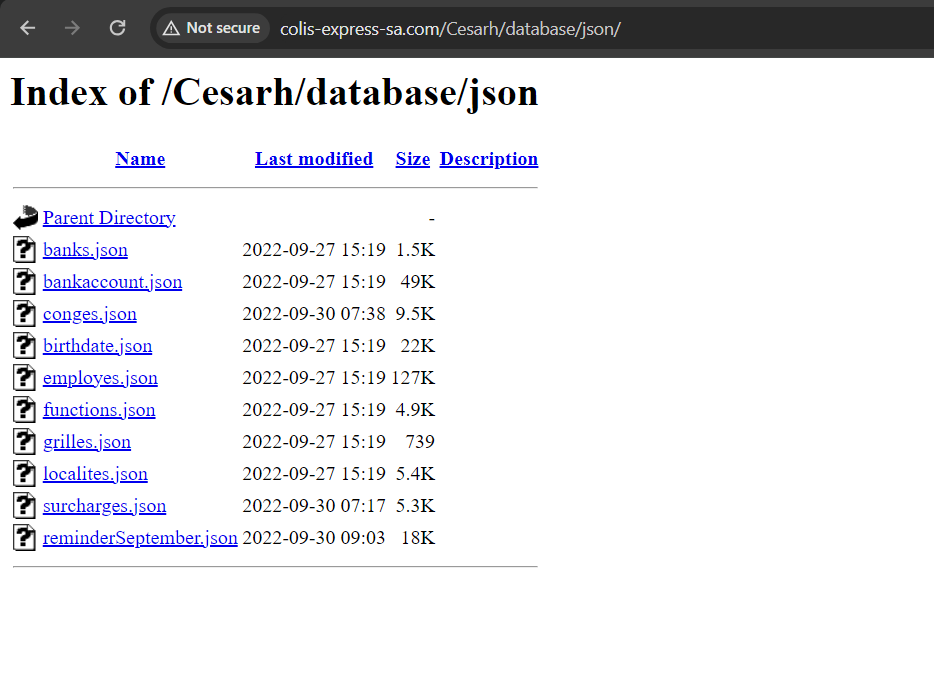 Not secure colis-express-sa.com/Cesarh/database/json/
Index of /Cesarh/database/json
Name Last modified Size Description
Parent Directory -
banks.json 2022-09-27 15:19 1.5K
bankaccount.json 2022-09-27 15:19 49K
conges.json 2022-09-30 07:38 9.5K
birthdate.json 2022-09-27 15:19 22K
employes.json 2022-09-27 15:19 127K
functions.json 2022-09-27 15:19 4.9K
grilles.json 2022-09-27 15:19 739
localites.json 2022-09-27 15:19 5.4K
surcharges.json 2022-09-30 07:17 5.3K
reminderSeptember.json 2022-09-30 09:03 18K